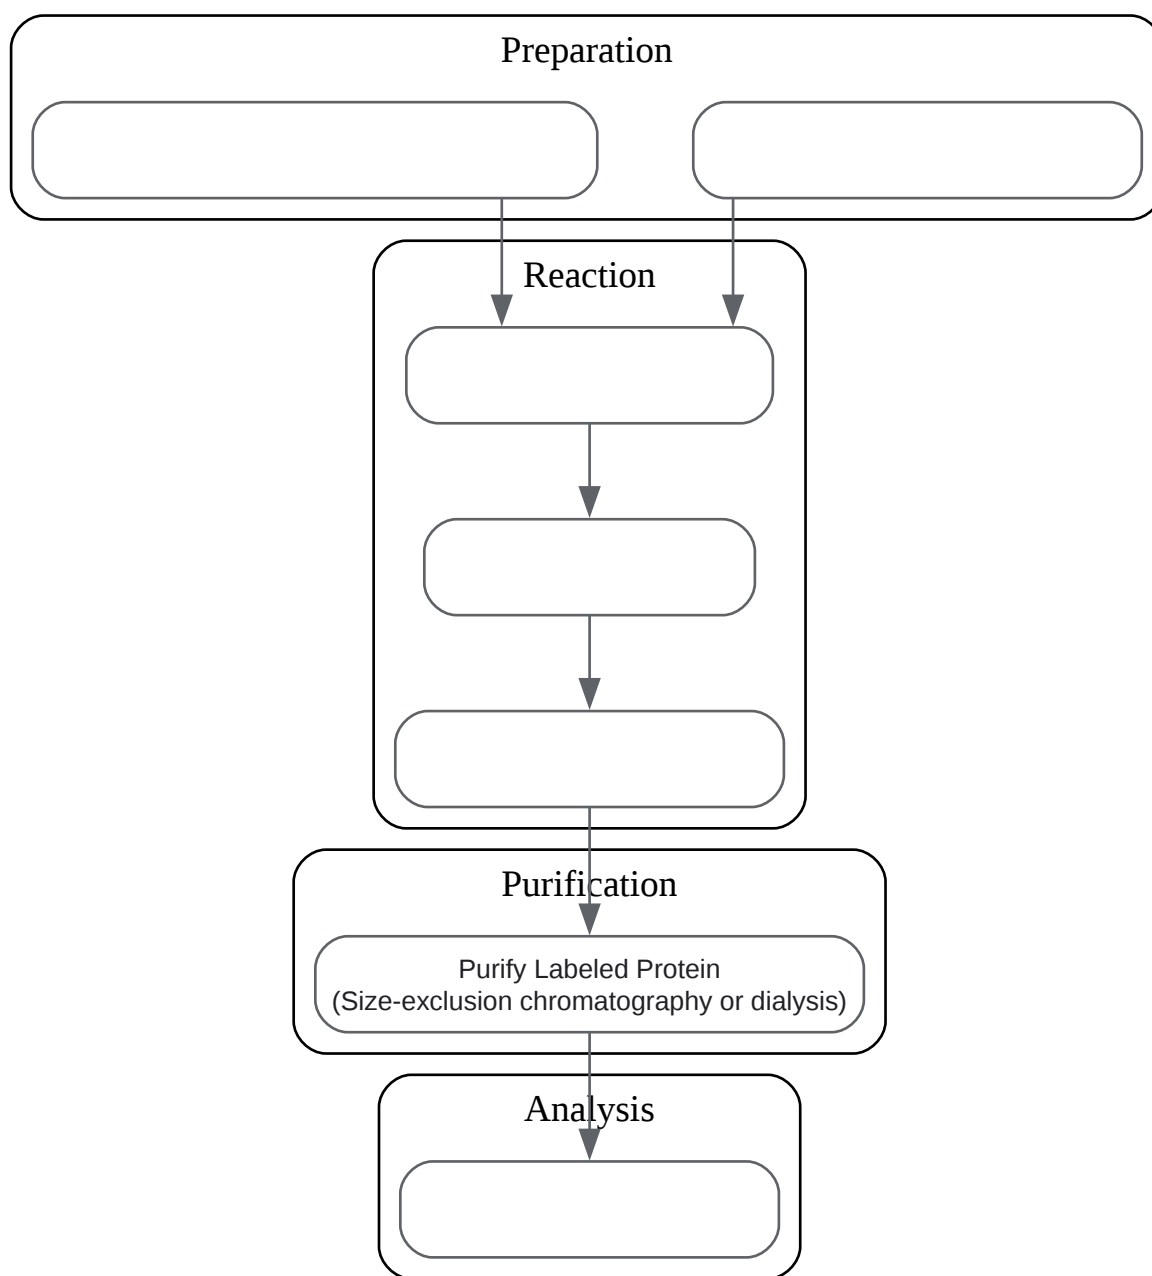 Preparation
Reaction
Purification
Purify Labeled Protein
(Size-exclusion chromatography or dialysis)
Analysis